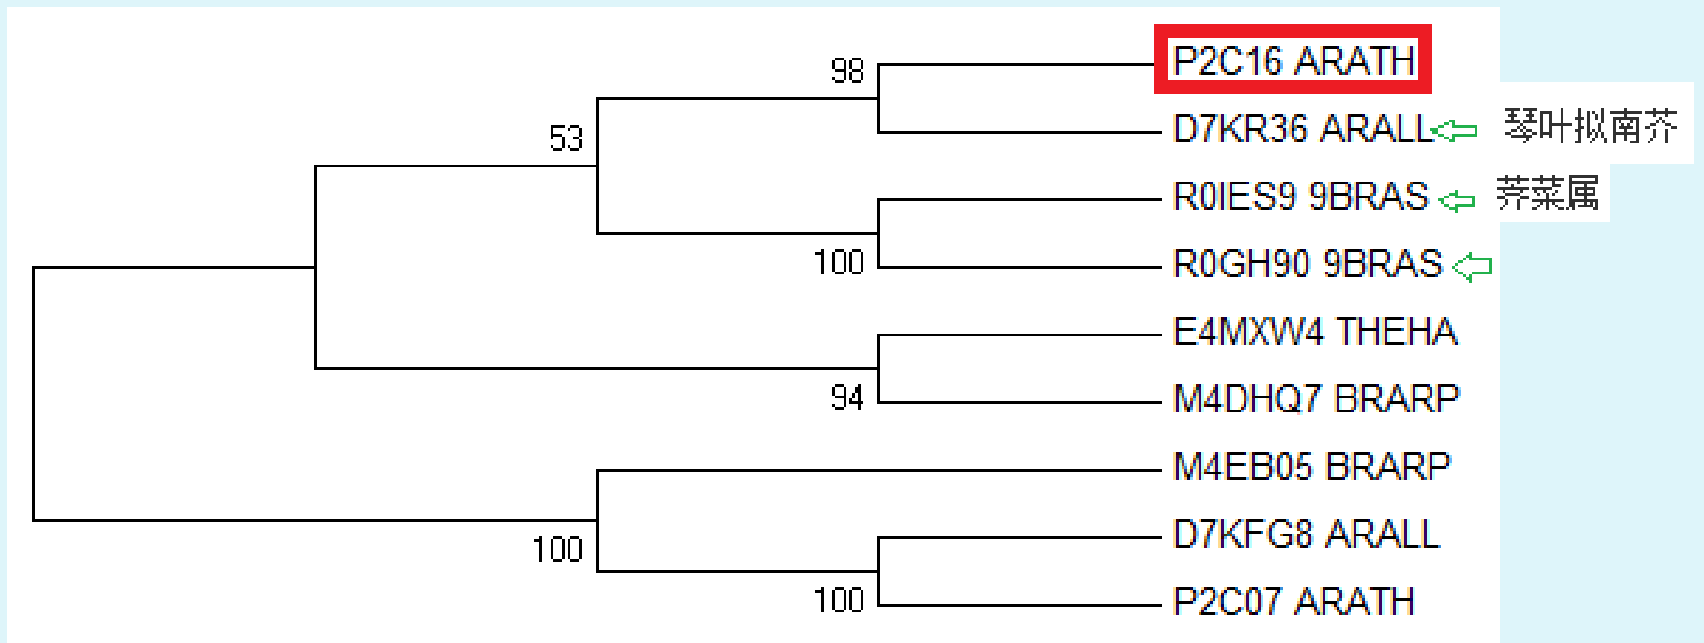 98
P2C16 ARATH
53
D7KR36 ARALL 琴叶拟南芥
R0IES9 9BRAS 荠菜属
100
R0GH90 9BRAS
E4MXW4 THEHA
94
M4DHQ7 BRARP
M4EB05 BRARP
100
D7KFG8 ARALL
100
P2C07 ARATH